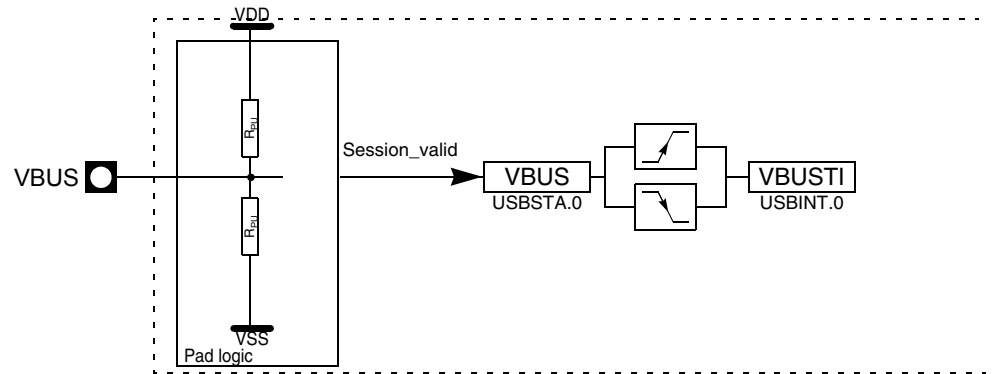 VDD
R_PU
Session_valid
VBUS
VBUS
VBUSTI
USBSTA.0
USBINT.0
R_PU
VSS
Pad logic